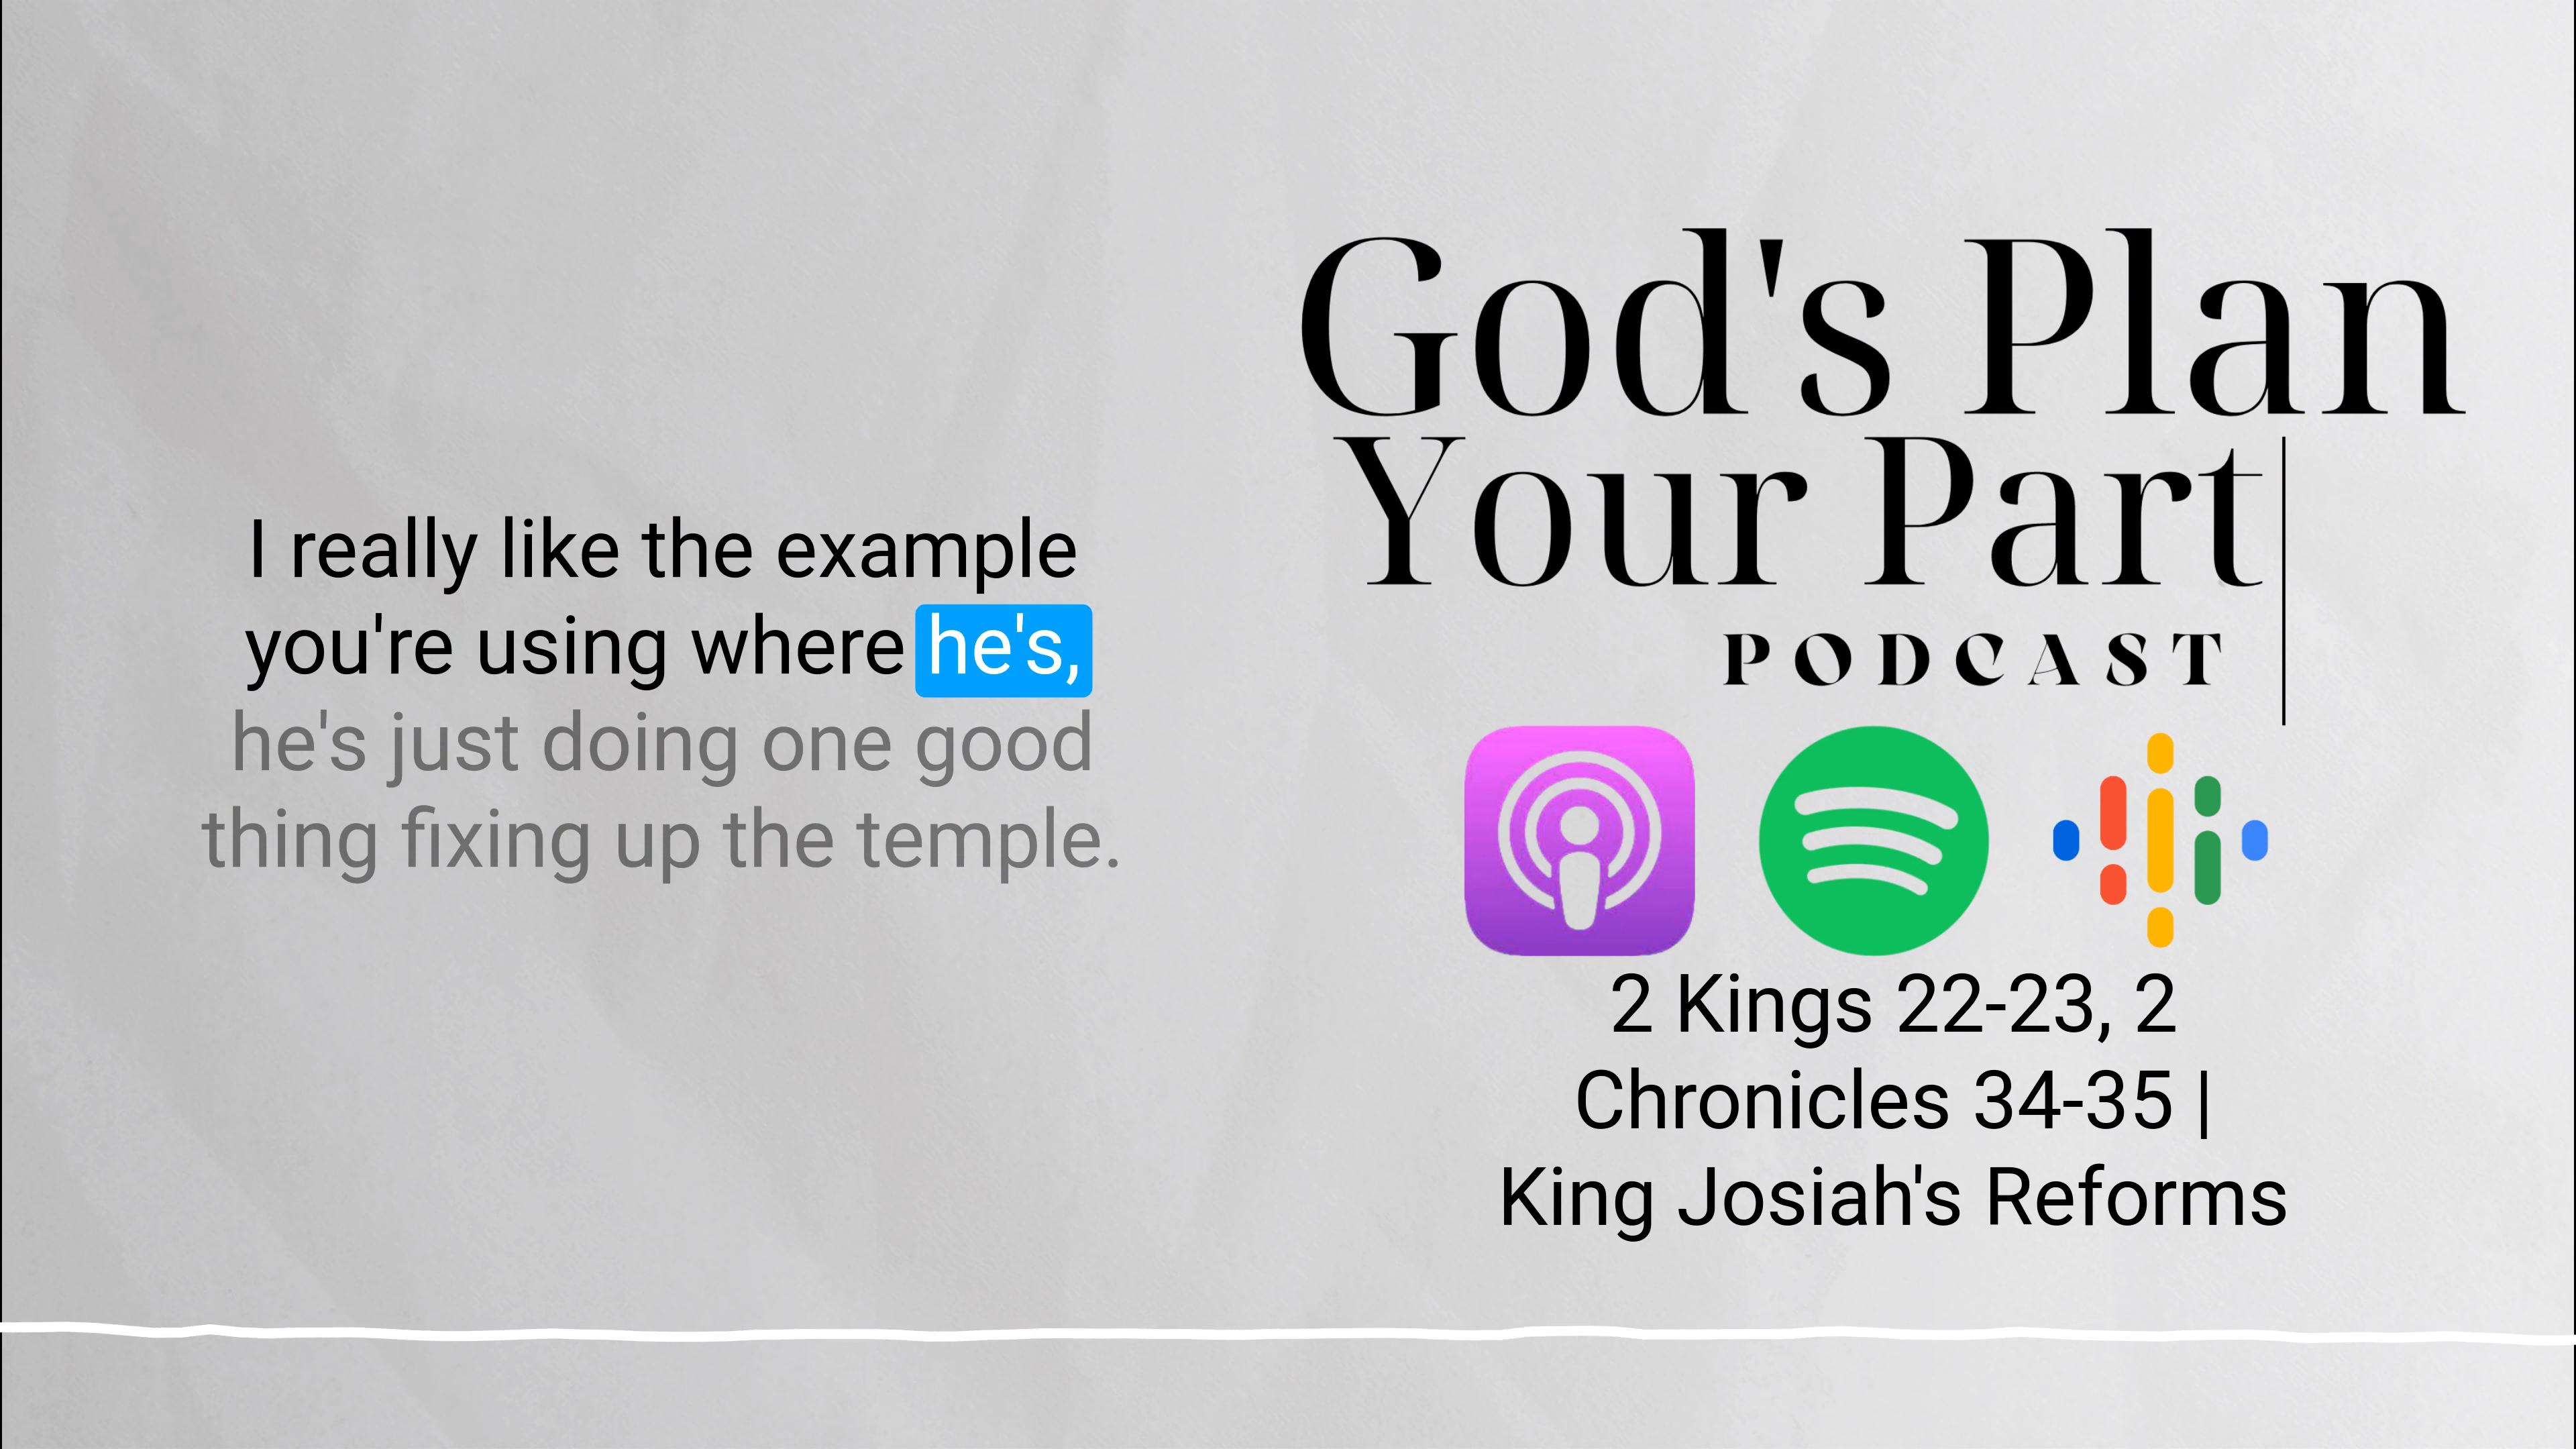 I really like the example
you're using where he's,
he's just doing one good
thing fixing up the temple.
God's Plan
Your Part
PODCAST
2 Kings 22-23, 2
Chronicles 34-35 |
King Josiah's Reforms